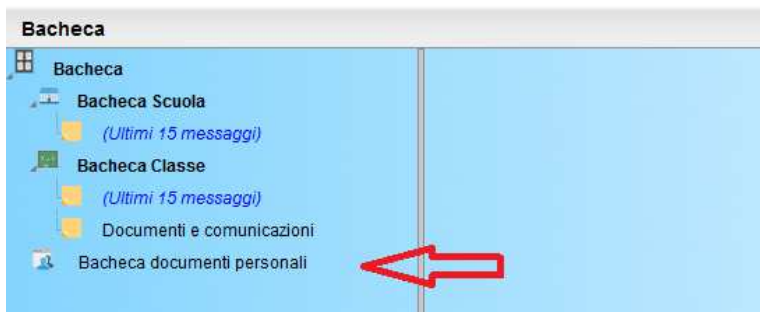 Bacheca
Bacheca
Bacheca Scuola
(Ultimi 15 messaggi)
Bacheca Classe
(Ultimi 15 messaggi)
Documenti e comunicazioni
Bacheca documenti personali